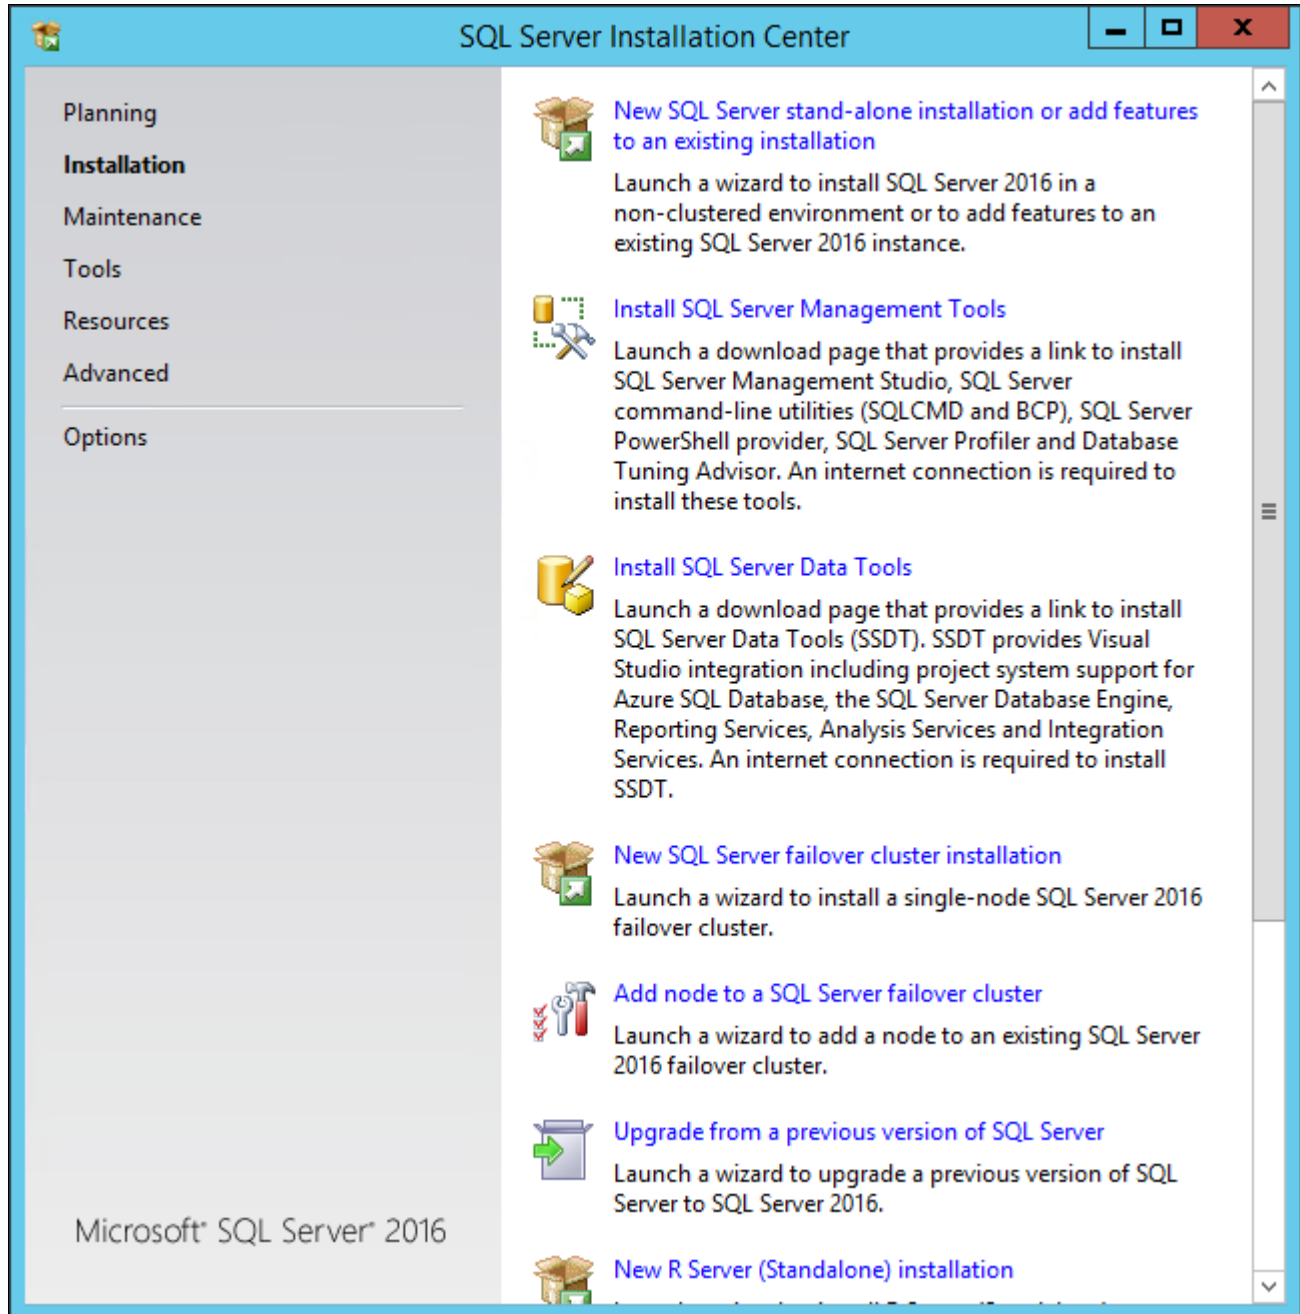 SQL Server Installation Center
Planning
Installation
Maintenance
Tools
Resources
Advanced
Options
Microsoft® SQL Server® 2016
New SQL Server stand-alone installation or add features
to an existing installation
Launch a wizard to install SQL Server 2016 in a
non-clustered environment or to add features to an
existing SQL Server 2016 instance.
Install SQL Server Management Tools
Launch a download page that provides a link to install
SQL Server Management Studio, SQL Server
command-line utilities (SQLCMD and BCP), SQL Server
PowerShell provider, SQL Server Profiler and Database
Tuning Advisor. An internet connection is required to
install these tools.
Install SQL Server Data Tools
Launch a download page that provides a link to install
SQL Server Data Tools (SSDT). SSDT provides Visual
Studio integration including project system support for
Azure SQL Database, the SQL Server Database Engine,
Reporting Services, Analysis Services and Integration
Services. An internet connection is required to install
SSDT.
New SQL Server failover cluster installation
Launch a wizard to install a single-node SQL Server 2016
failover cluster.
Add node to a SQL Server failover cluster
Launch a wizard to add a node to an existing SQL Server
2016 failover cluster.
Upgrade from a previous version of SQL Server
Launch a wizard to upgrade a previous version of SQL
Server to SQL Server 2016.
New R Server (Standalone) installation